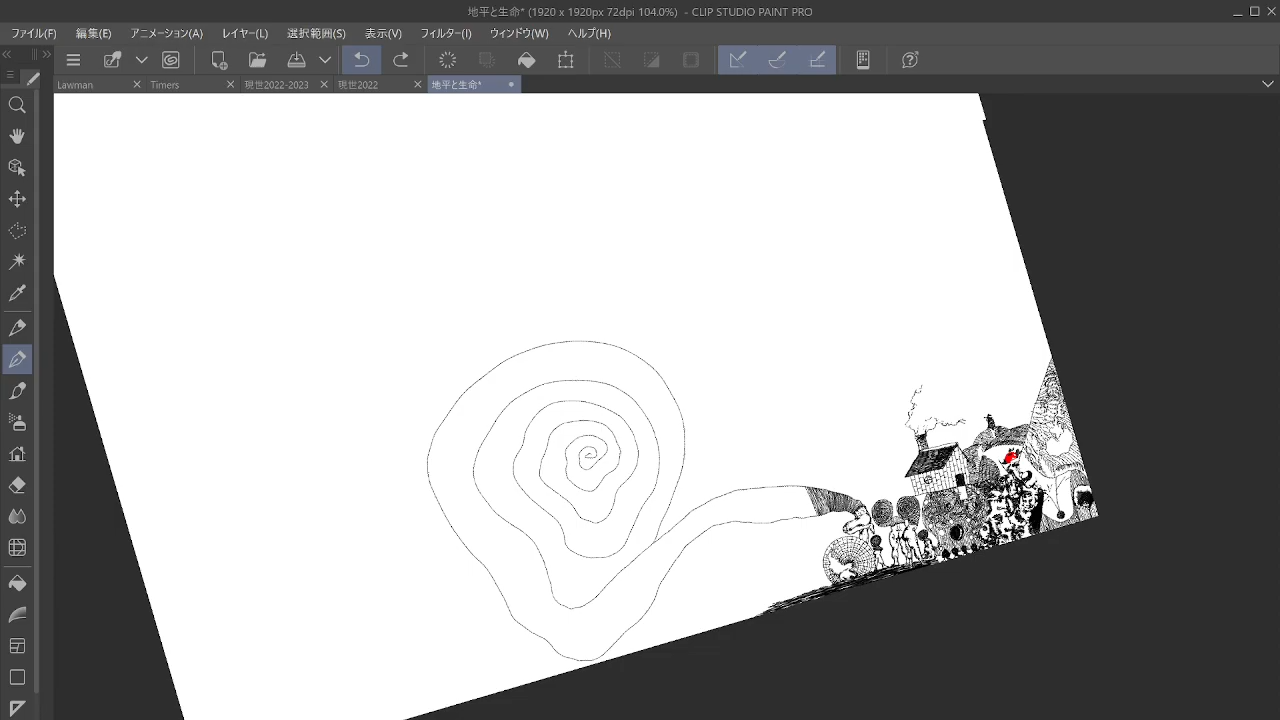 地平と生命* (1920 x 1920px 72dpi 104.0%) - CLIP STUDIO PAINT PRO
ファイル(F) 編集(E) アニメーション(A) レイヤー(L) 選択範囲(S) 表示(V) フィルター(I) ウィンドウ(W) ヘルプ(H)
Lawman Timers 現世2022-2023 現世2022 地平と生命*